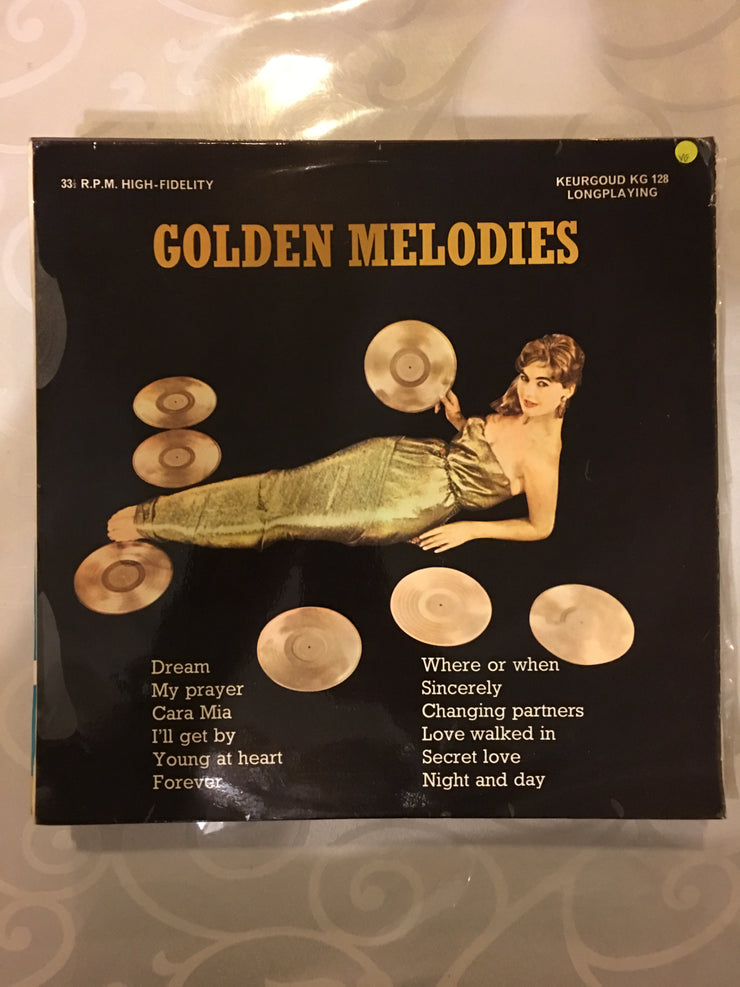 33⅓ R.P.M. HIGH-FIDELITY
KEURGOUD KG 128
LONGPLAYING
GOLDEN MELODIES
Dream
My prayer
Cara Mia
I'll get by
Young at heart
Forever
Where or when
Sincerely
Changing partners
Love walked in
Secret love
Night and day